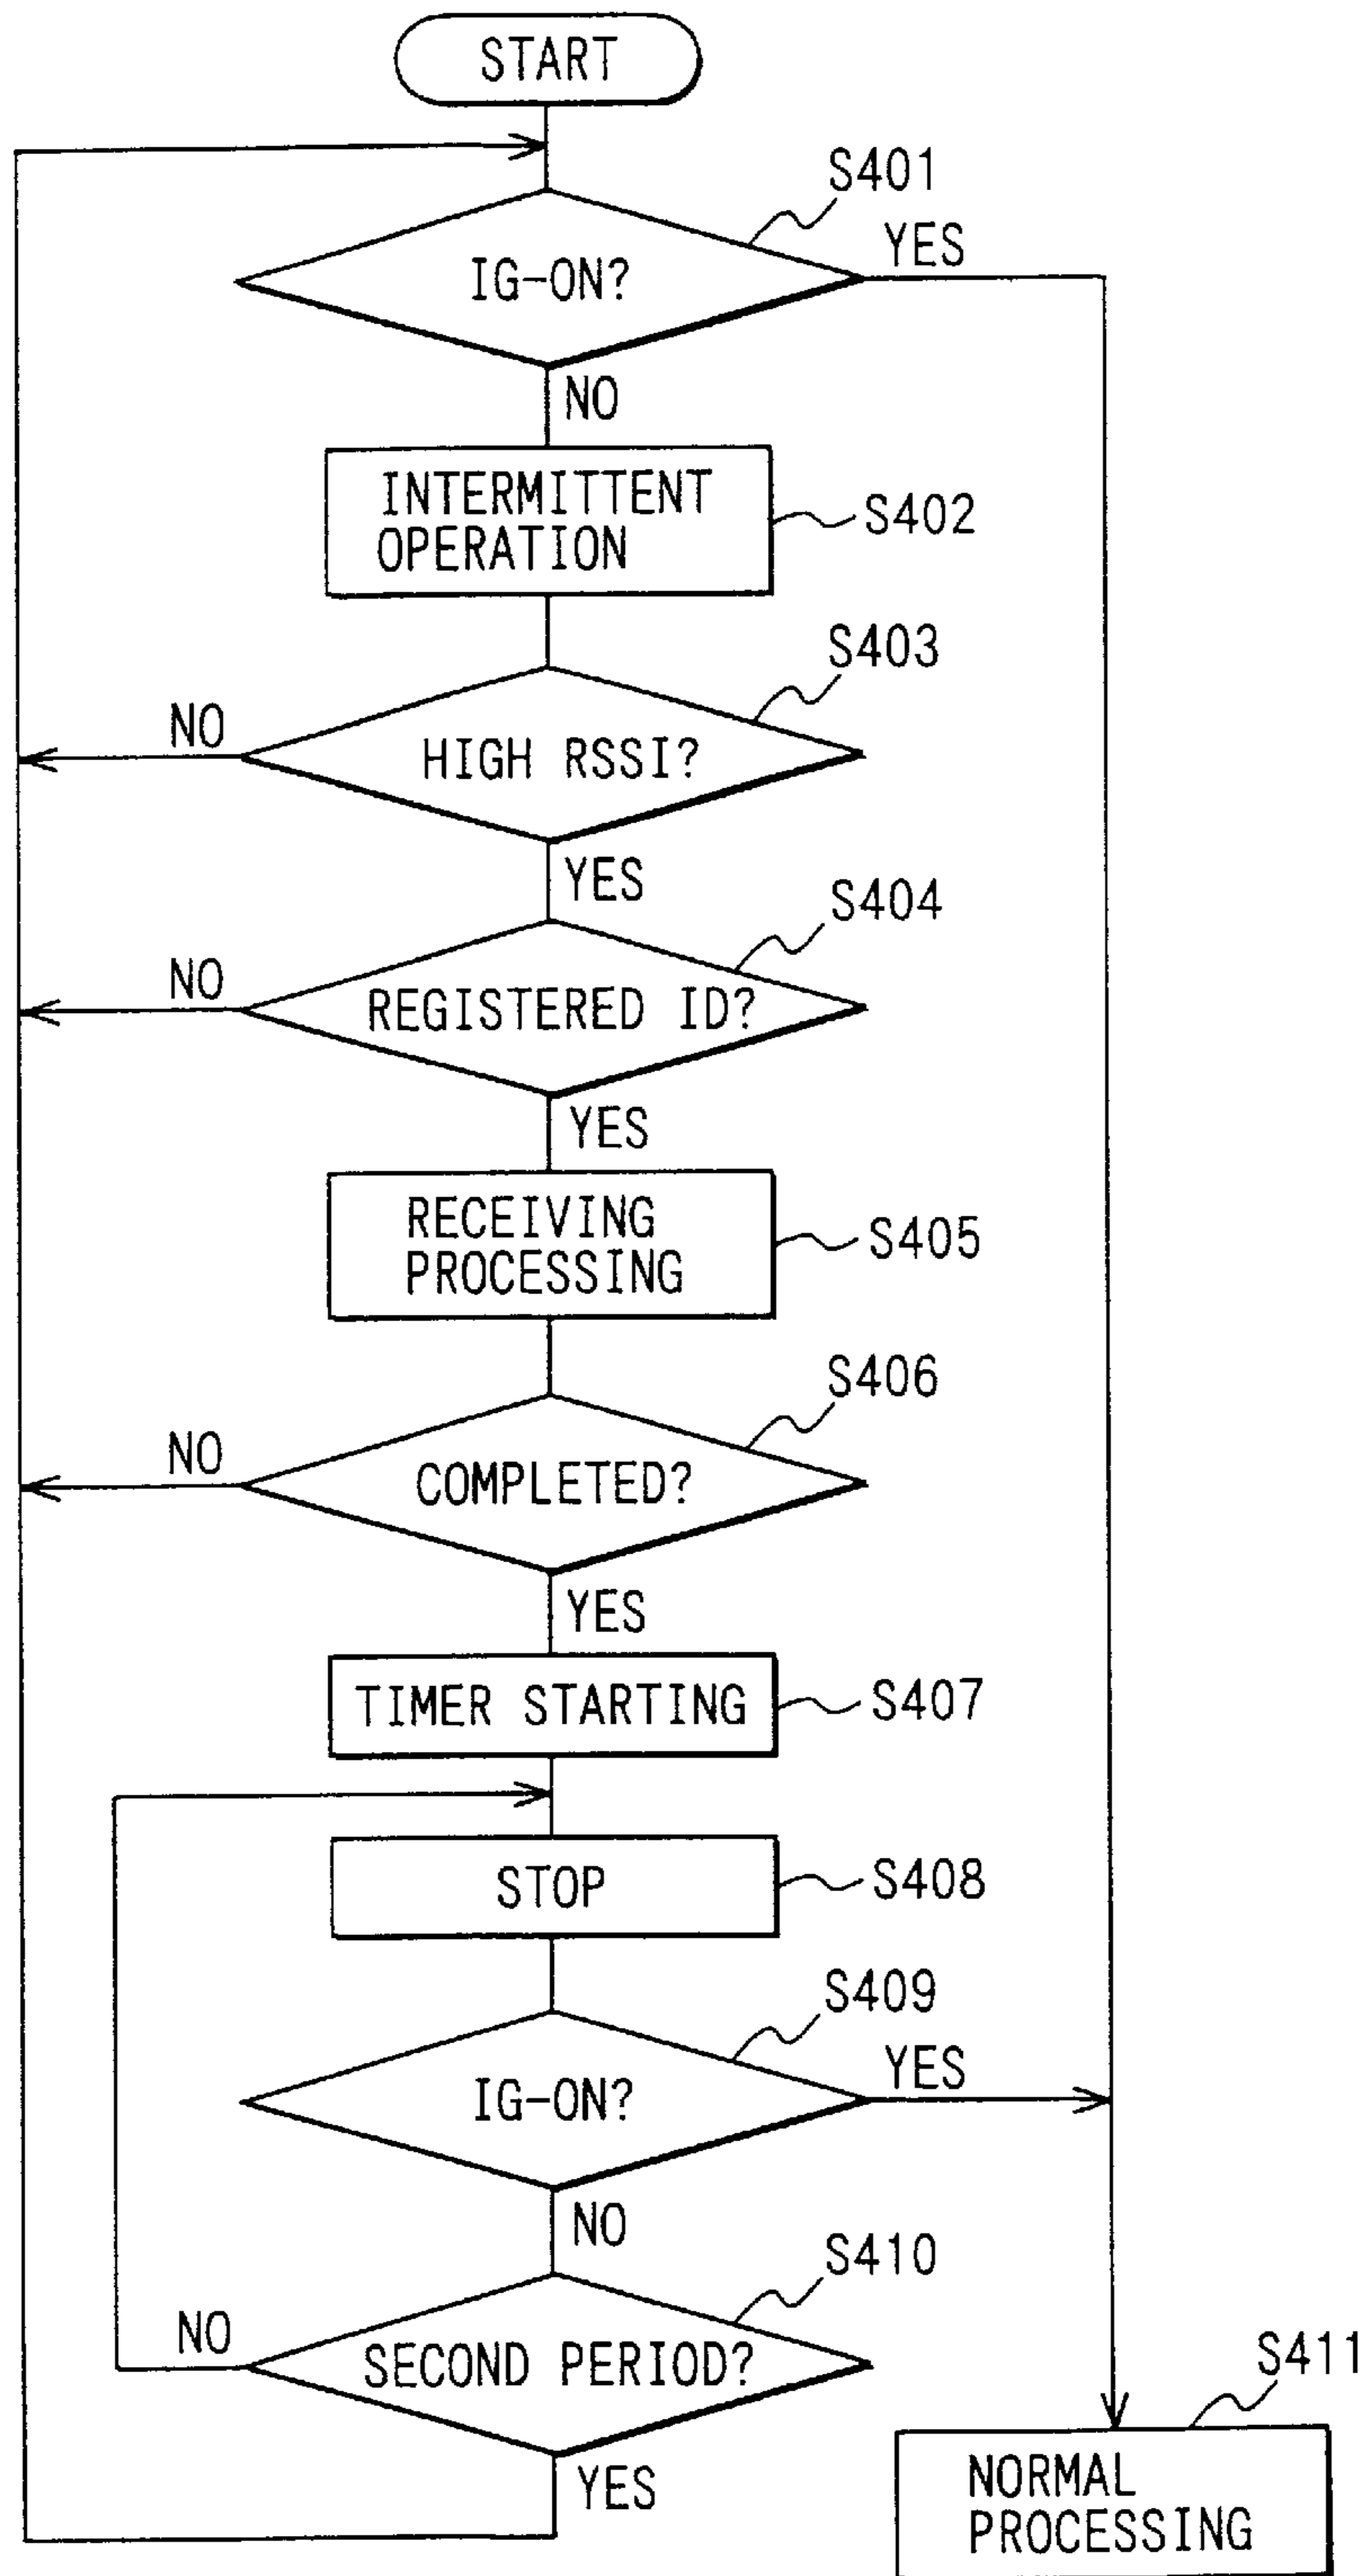 START
S401
YES
IG-ON?
NO
INTERMITTENT
OPERATION
S402
S403
NO
HIGH RSSI?
YES
S404
NO
REGISTERED ID?
YES
RECEIVING
PROCESSING
S405
S406
NO
COMPLETED?
YES
TIMER STARTING
S407
STOP
S408
S409
YES
IG-ON?
NO
S410
NO
SECOND PERIOD?
S411
YES
NORMAL
PROCESSING